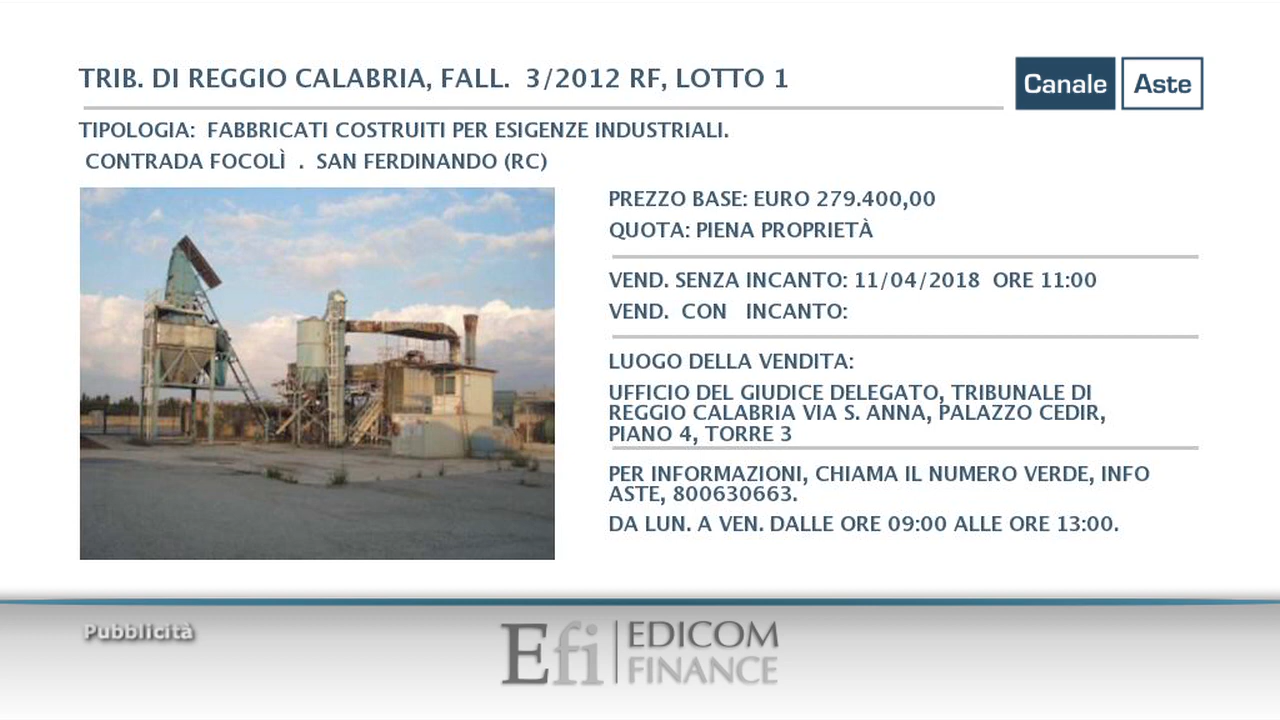 TRIB. DI REGGIO CALABRIA, FALL.  3/2012 RF, LOTTO 1
Canale Aste
TIPOLOGIA:  FABBRICATI COSTRUITI PER ESIGENZE INDUSTRIALI.
CONTRADA FOCOLÌ  .  SAN FERDINANDO (RC)
PREZZO BASE: EURO 279.400,00
QUOTA: PIENA PROPRIETÀ
VEND. SENZA INCANTO: 11/04/2018  ORE 11:00
VEND.  CON   INCANTO:
LUOGO DELLA VENDITA:
UFFICIO DEL GIUDICE DELEGATO, TRIBUNALE DI
REGGIO CALABRIA VIA S. ANNA, PALAZZO CEDIR,
PIANO 4, TORRE 3
PER INFORMAZIONI, CHIAMA IL NUMERO VERDE, INFO
ASTE, 800630663.
DA LUN. A VEN. DALLE ORE 09:00 ALLE ORE 13:00.
Pubblicità
Efi EDICOM
FINANCE